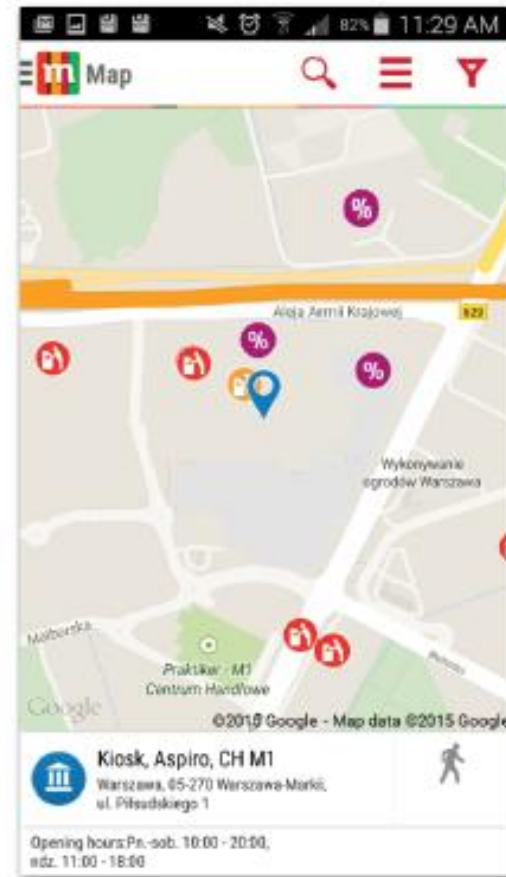 82% 11:29 AM
m Map
%
Aleja Armii Krajowej 629
%
%
Wykonywanie
ogrodów Warszawa
Malborska
Praktiker - M1
Centrum Handlowe
Google
©2015 Google - Map data ©2015 Google
Kiosk, Aspiro, CH M1
Warszawa, 05-270 Warszawa-Marki,
ul. Piłsudskiego 1
Opening hours:Pn.-sob. 10:00 - 20:00,
ndz. 11:00 - 18:00